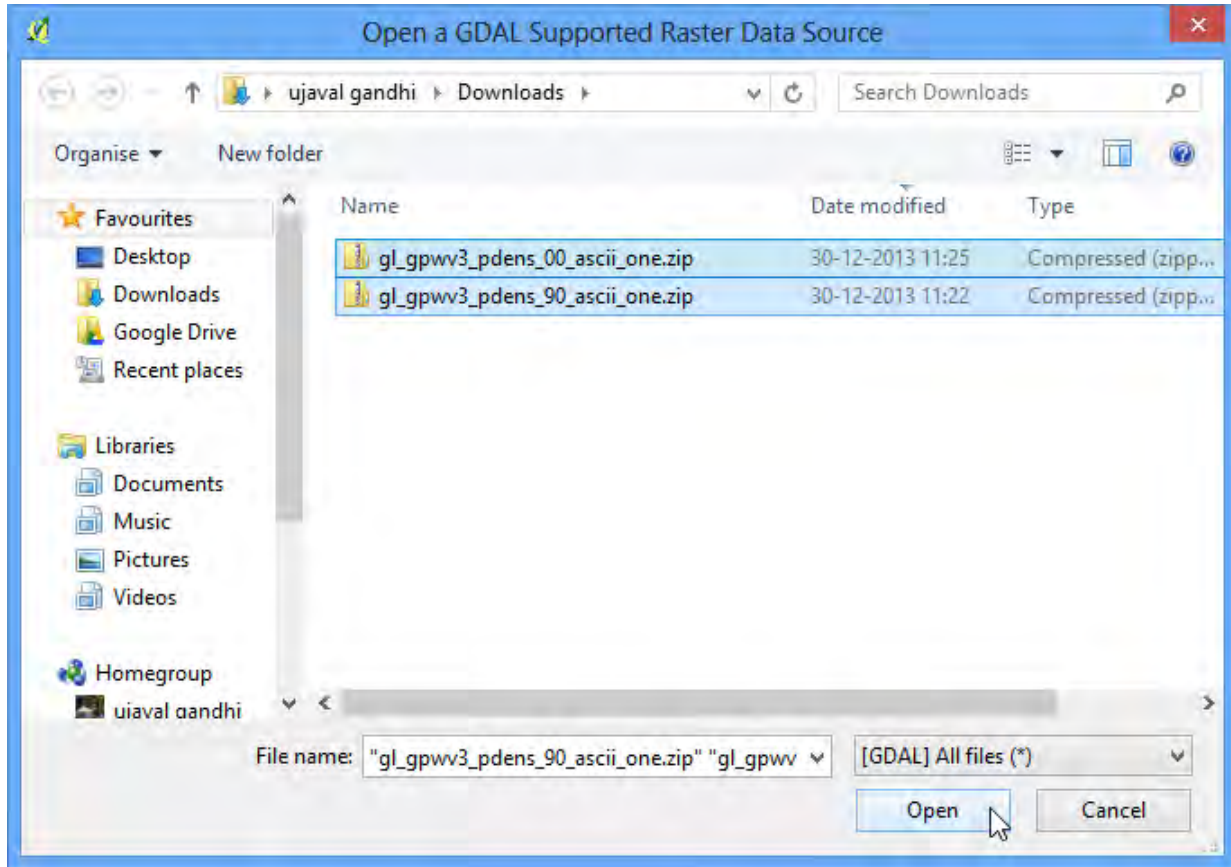 Open a GDAL Supported Raster Data Source
ujaval gandhi Downloads
Search Downloads
Organise
New folder
Name
Date modified
Type
Favourites
Desktop
Downloads
Google Drive
Recent places
Libraries
Documents
Music
Pictures
Videos
Homegroup
ujaval gandhi
gl_gpwv3_pdens_00_ascii_one.zip 30-12-2013 11:25 Compressed (zipp...
gl_gpwv3_pdens_90_ascii_one.zip 30-12-2013 11:22 Compressed (zipp...
File name: "gl_gpwv3_pdens_90_ascii_one.zip" "gl_gpwv
[GDAL] All files (*)
Open
Cancel